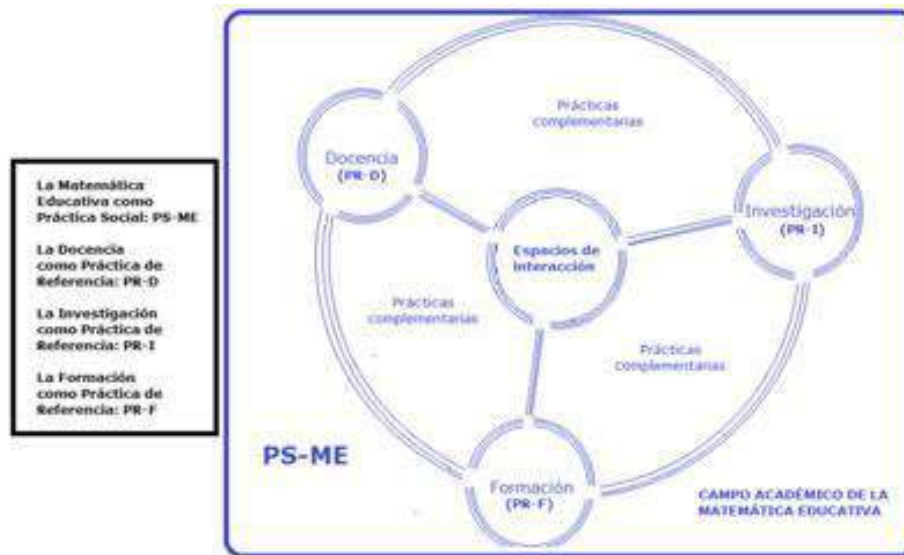 La Matemática
Educativa como
Práctica Social: PS-ME
La Docencia
como Práctica de
Referencia: PR-D
La Investigación
como Práctica de
Referencia: PR-I
La Formación
como Práctica de
Referencia: PR-F
Prácticas
complementarias
Docencia
(PR-D)
Investigación
(PR-I)
Espacios de
interacción
Prácticas
complementarias
Prácticas
complementarias
PS-ME
Formación
(PR-F)
CAMPO ACADÉMICO DE LA
MATEMÁTICA EDUCATIVA